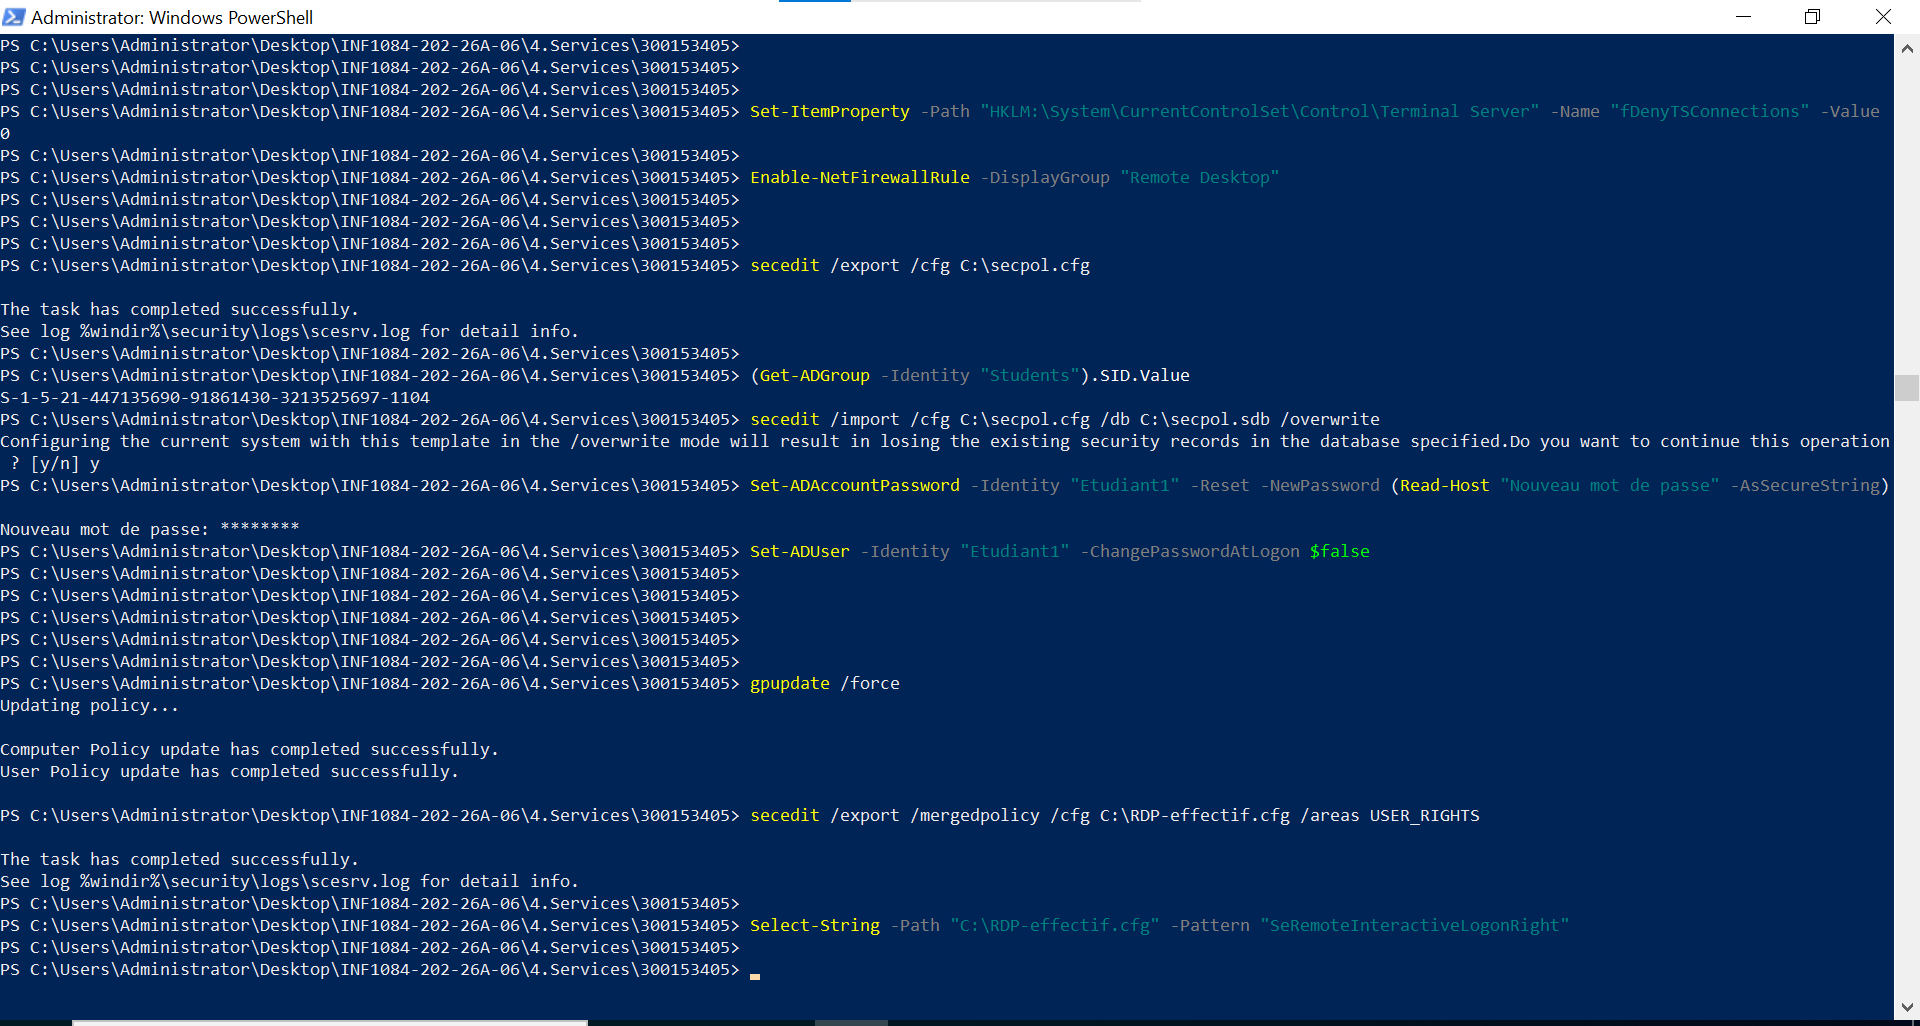 Administrator: Windows PowerShell
PS C:\Users\Administrator\Desktop\INF1084-202-26A-06\4.Services\300153405>
PS C:\Users\Administrator\Desktop\INF1084-202-26A-06\4.Services\300153405>
PS C:\Users\Administrator\Desktop\INF1084-202-26A-06\4.Services\300153405>
PS C:\Users\Administrator\Desktop\INF1084-202-26A-06\4.Services\300153405> Set-ItemProperty -Path "HKLM:\System\CurrentControlSet\Control\Terminal Server" -Name "fDenyTSConnections" -Value
0
PS C:\Users\Administrator\Desktop\INF1084-202-26A-06\4.Services\300153405>
PS C:\Users\Administrator\Desktop\INF1084-202-26A-06\4.Services\300153405> Enable-NetFirewallRule -DisplayGroup "Remote Desktop"
PS C:\Users\Administrator\Desktop\INF1084-202-26A-06\4.Services\300153405>
PS C:\Users\Administrator\Desktop\INF1084-202-26A-06\4.Services\300153405>
PS C:\Users\Administrator\Desktop\INF1084-202-26A-06\4.Services\300153405>
PS C:\Users\Administrator\Desktop\INF1084-202-26A-06\4.Services\300153405> secedit /export /cfg C:\secpol.cfg
The task has completed successfully.
See log %windir%\security\logs\scesrv.log for detail info.
PS C:\Users\Administrator\Desktop\INF1084-202-26A-06\4.Services\300153405>
PS C:\Users\Administrator\Desktop\INF1084-202-26A-06\4.Services\300153405> (Get-ADGroup -Identity "Students").SID.Value
S-1-5-21-447135690-91861430-3213525697-1104
PS C:\Users\Administrator\Desktop\INF1084-202-26A-06\4.Services\300153405> secedit /import /cfg C:\secpol.cfg /db C:\secpol.sdb /overwrite
Configuring the current system with this template in the /overwrite mode will result in losing the existing security records in the database specified.Do you want to continue this operation
? [y/n] y
PS C:\Users\Administrator\Desktop\INF1084-202-26A-06\4.Services\300153405> Set-ADAccountPassword -Identity "Etudiant1" -Reset -NewPassword (Read-Host "Nouveau mot de passe" -AsSecureString)
Nouveau mot de passe: ********
PS C:\Users\Administrator\Desktop\INF1084-202-26A-06\4.Services\300153405> Set-ADUser -Identity "Etudiant1" -ChangePasswordAtLogon $false
PS C:\Users\Administrator\Desktop\INF1084-202-26A-06\4.Services\300153405>
PS C:\Users\Administrator\Desktop\INF1084-202-26A-06\4.Services\300153405>
PS C:\Users\Administrator\Desktop\INF1084-202-26A-06\4.Services\300153405>
PS C:\Users\Administrator\Desktop\INF1084-202-26A-06\4.Services\300153405>
PS C:\Users\Administrator\Desktop\INF1084-202-26A-06\4.Services\300153405>
PS C:\Users\Administrator\Desktop\INF1084-202-26A-06\4.Services\300153405> gpupdate /force
Updating policy...
Computer Policy update has completed successfully.
User Policy update has completed successfully.
PS C:\Users\Administrator\Desktop\INF1084-202-26A-06\4.Services\300153405> secedit /export /mergedpolicy /cfg C:\RDP-effectif.cfg /areas USER_RIGHTS
The task has completed successfully.
See log %windir%\security\logs\scesrv.log for detail info.
PS C:\Users\Administrator\Desktop\INF1084-202-26A-06\4.Services\300153405>
PS C:\Users\Administrator\Desktop\INF1084-202-26A-06\4.Services\300153405> Select-String -Path "C:\RDP-effectif.cfg" -Pattern "SeRemoteInteractiveLogonRight"
PS C:\Users\Administrator\Desktop\INF1084-202-26A-06\4.Services\300153405>
PS C:\Users\Administrator\Desktop\INF1084-202-26A-06\4.Services\300153405>